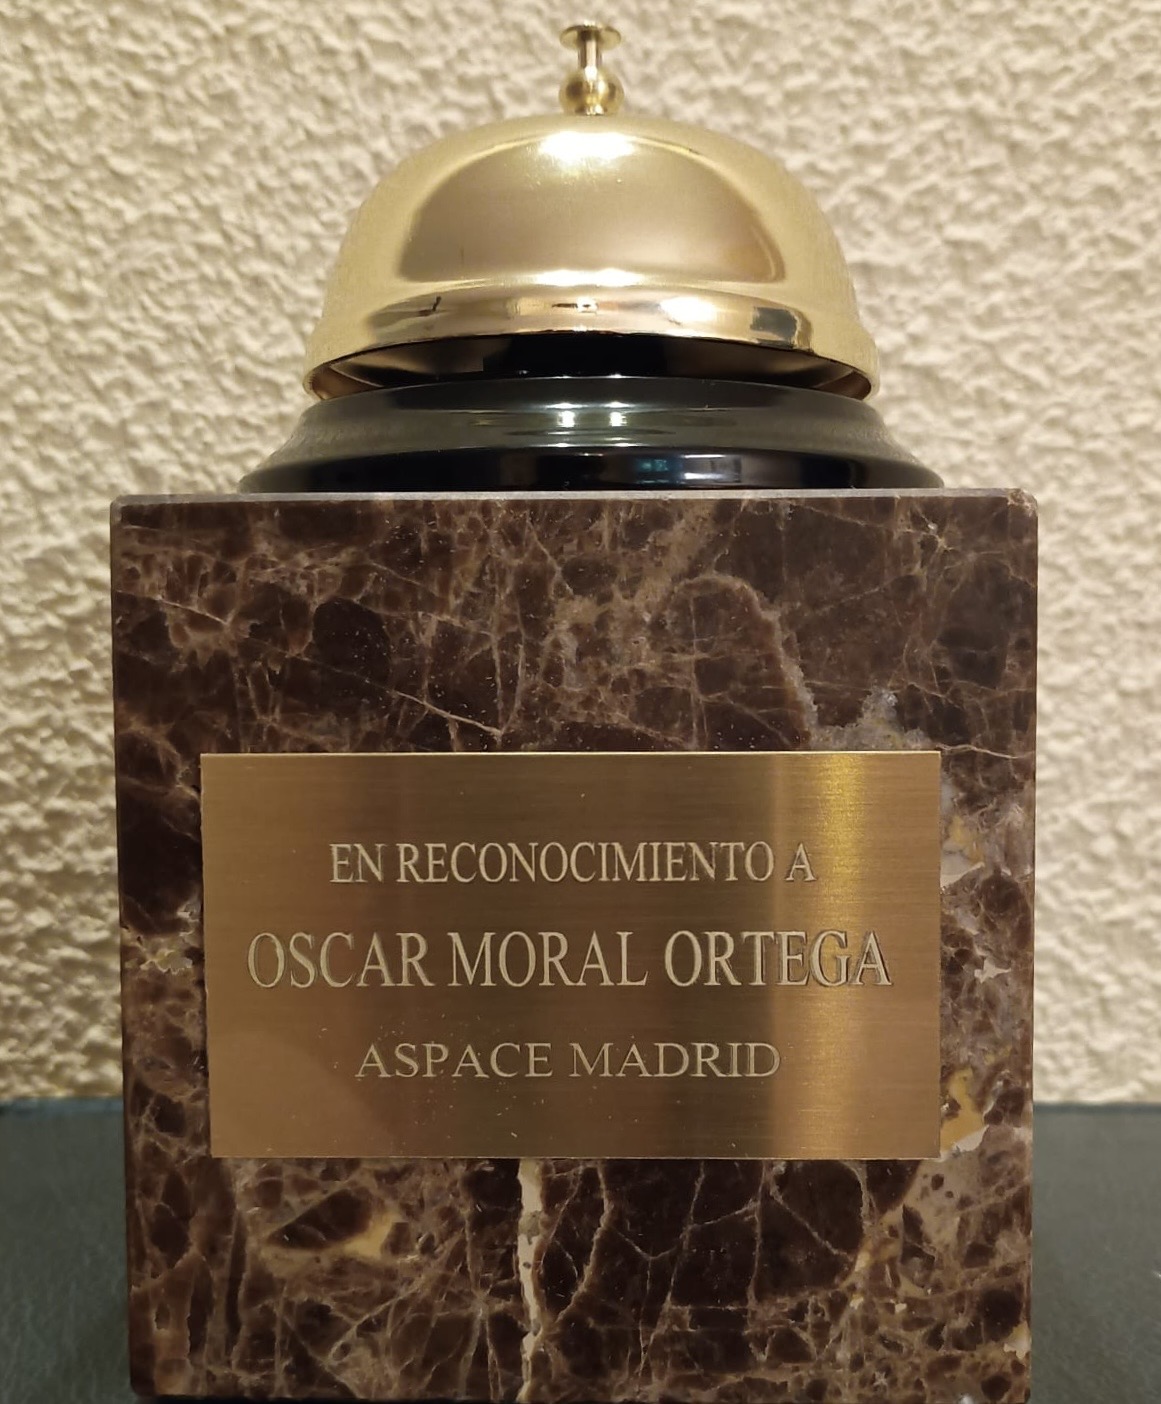 EN RECONOCIMIENTO A
OSCAR MORAL ORTEGA
ASPACE MADRID